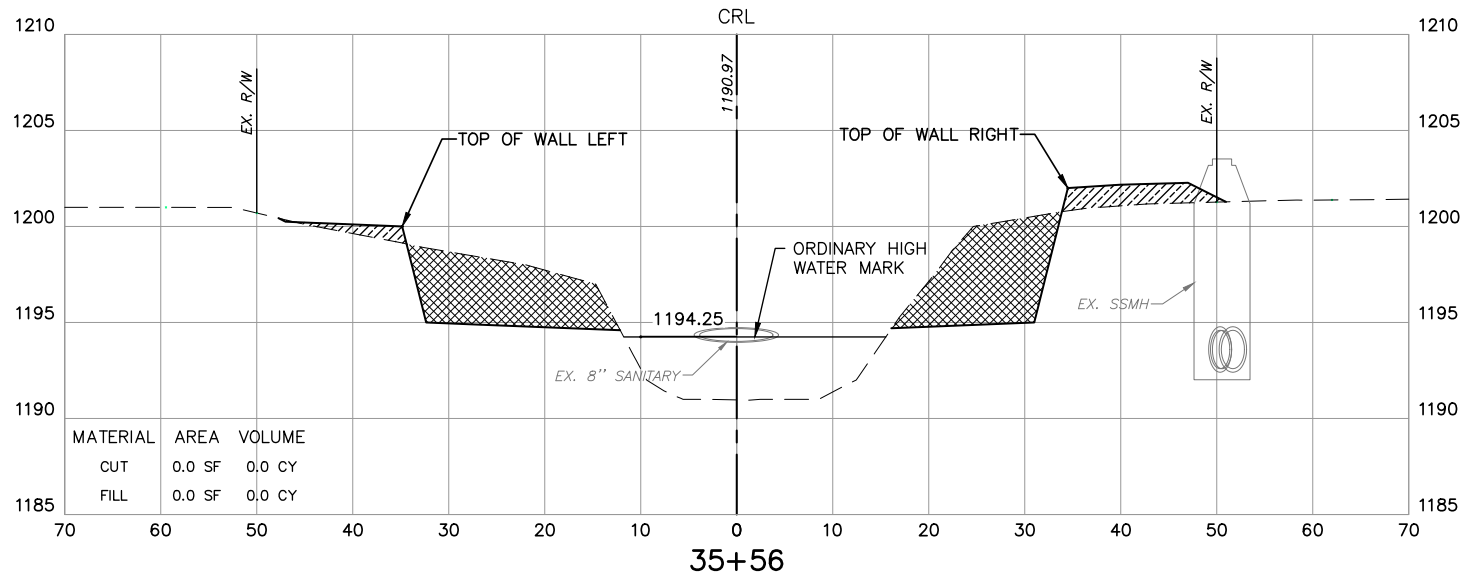 CRL
1210
1210
1190.97
EX. R/W
EX. R/W
1205
1205
TOP OF WALL LEFT
TOP OF WALL RIGHT
1200
1200
ORDINARY HIGH
WATER MARK
EX. SSMH
1195
1195
1194.25
EX. 8'' SANITARY
1190
1190
MATERIAL AREA VOLUME
CUT 0.0 SF 0.0 CY
FILL 0.0 SF 0.0 CY
1185
1185
70 60 50 40 30 20 10 0 10 20 30 40 50 60 70
35+56